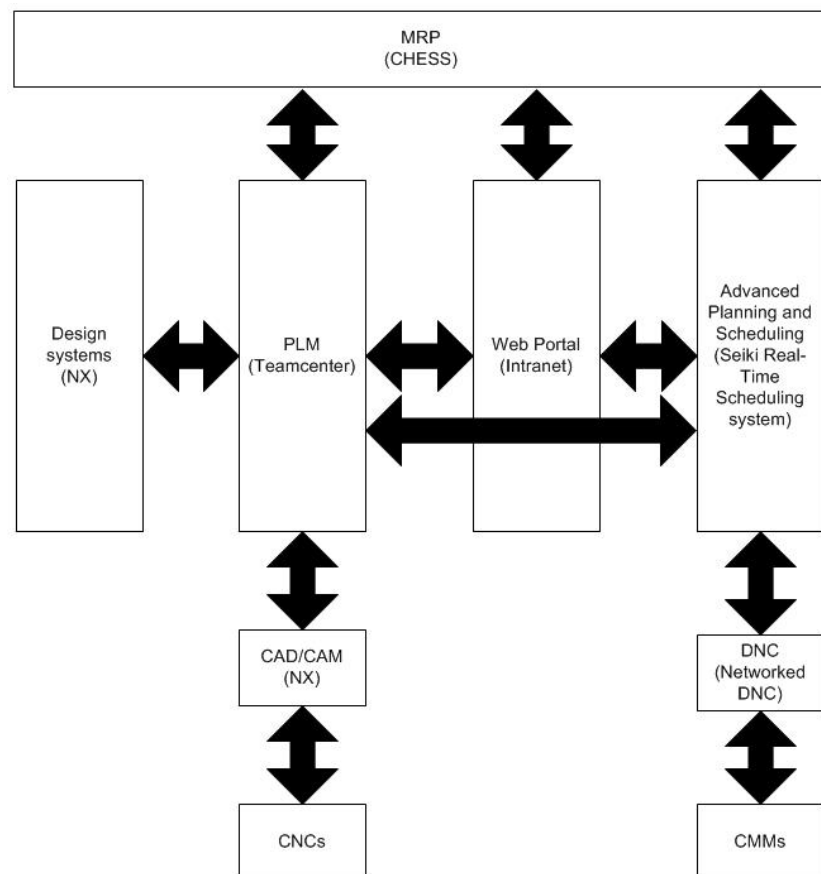 MRP
(CHESS)
Design
systems
(NX)
PLM
(Teamcenter)
Web Portal
(Intranet)
Advanced
Planning and
Scheduling
(Seiki Real-
Time
Scheduling
system)
CAD/CAM
(NX)
DNC
(Networked
DNC)
CNCs
CMMs